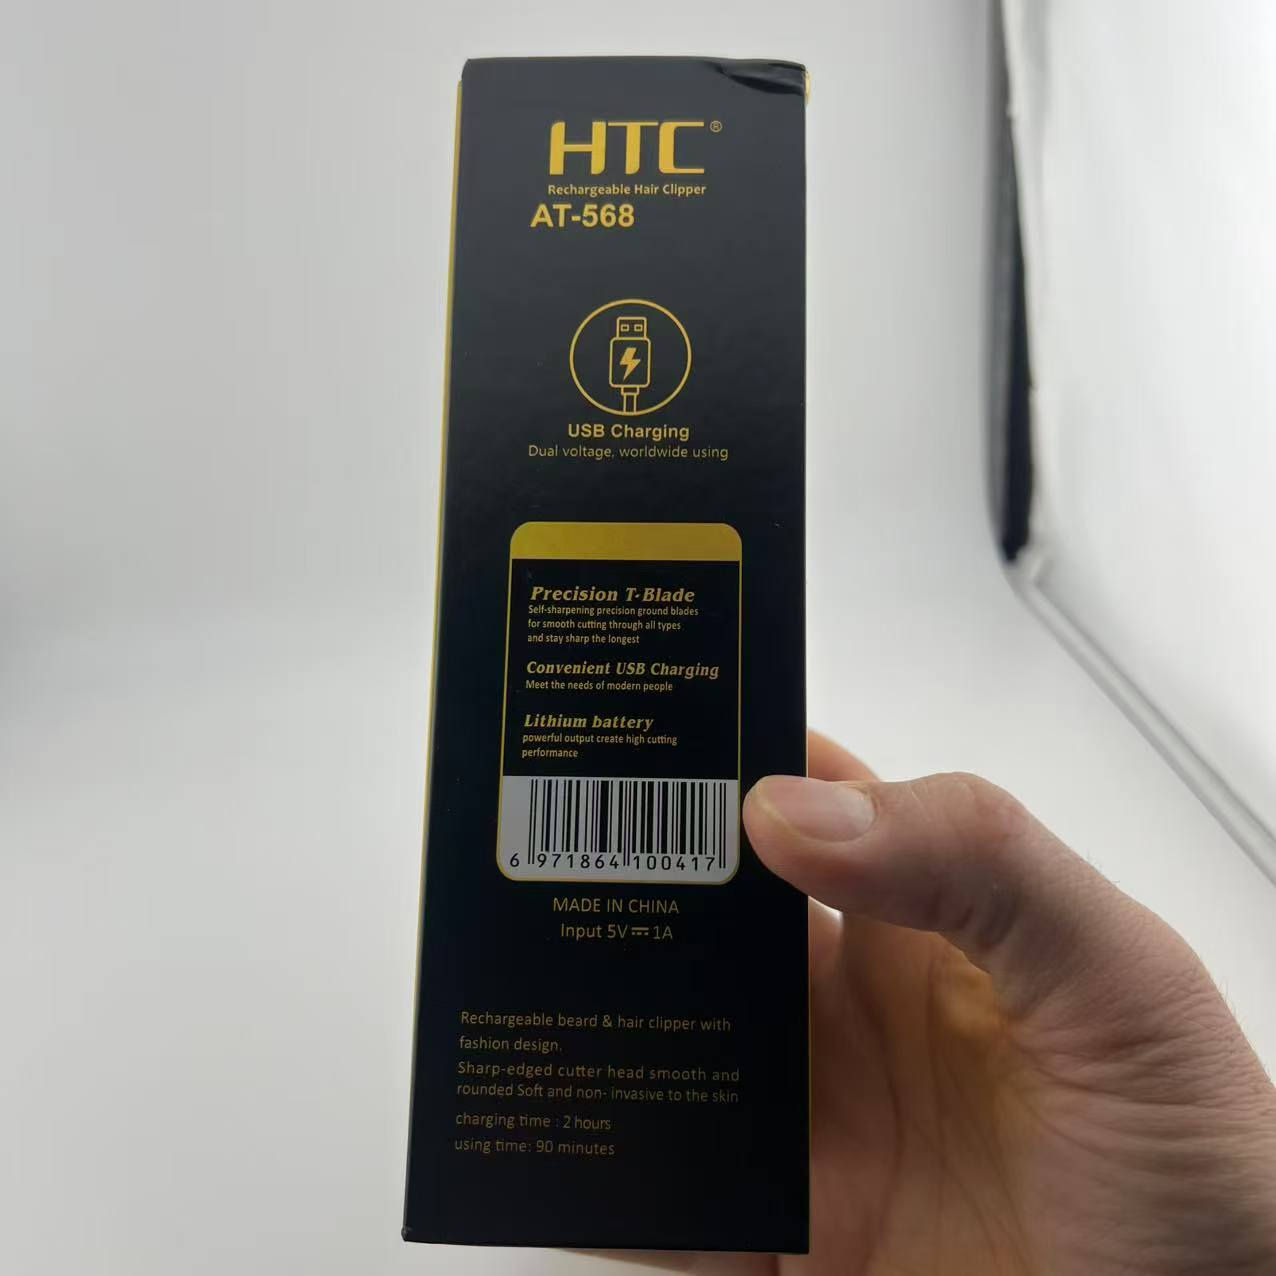 HTC®
Rechargeable Hair Clipper
AT-568
USB Charging
Dual voltage, worldwide using
Precision T-Blade
Self-sharpening precision ground blades
for smooth cutting through all types
and stay sharp the longest
Convenient USB Charging
Meet the needs of modern people
Lithium battery
powerful output create high cutting
performance
6 971864 100417
MADE IN CHINA
Input 5V⎓1A
Rechargeable beard & hair clipper with
fashion design.
Sharp-edged cutter head smooth and
rounded Soft and non- invasive to the skin
charging time : 2 hours
using time: 90 minutes